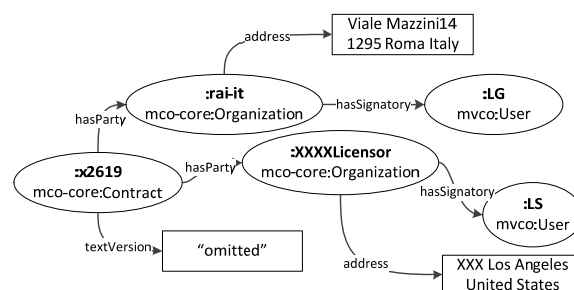 Viale Mazzini14
1295 Roma Italy
address
:rai-it
mco-core:Organization
hasSignatory
:LG
mvco:User
hasParty
:XXXXLicensor
mco-core:Organization
hasParty
:x2619
mco-core:Contract
hasSignatory
:LS
mvco:User
textVersion
“omitted”
address
XXX Los Angeles
United States